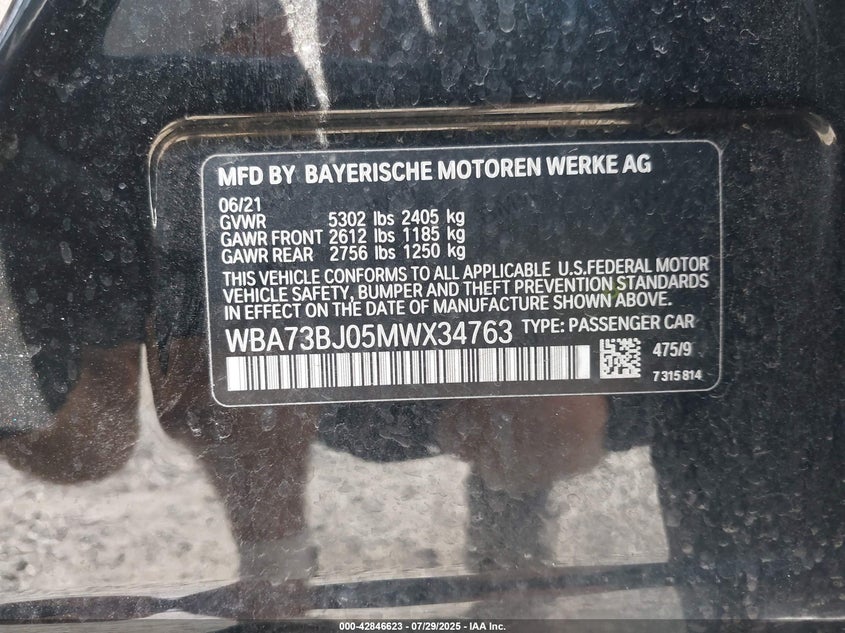 MFD BY BAYERISCHE MOTOREN WERKE AG
06/21
GVWR 5302 lbs 2405 kg
GAWR FRONT 2612 lbs 1185 kg
GAWR REAR 2756 lbs 1250 kg
THIS VEHICLE CONFORMS TO ALL APPLICABLE U.S.FEDERAL MOTOR
VEHICLE SAFETY, BUMPER AND THEFT PREVENTION STANDARDS
IN EFFECT ON THE DATE OF MANUFACTURE SHOWN ABOVE.
WBA73BJ05MWX34763 TYPE: PASSENGER CAR
475/9
7315814
000-42846623 / 07/29/2025 - IAA Inc.